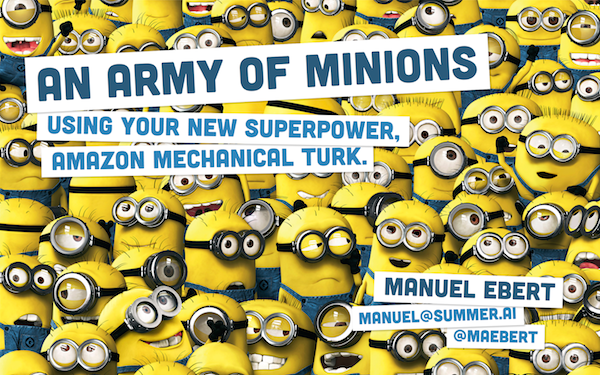 AN ARMY OF MINIONS
USING YOUR NEW SUPERPOWER,
AMAZON MECHANICAL TURK.
MANUEL EBERT
MANUEL@SUMMER.AI
@MAEBERT